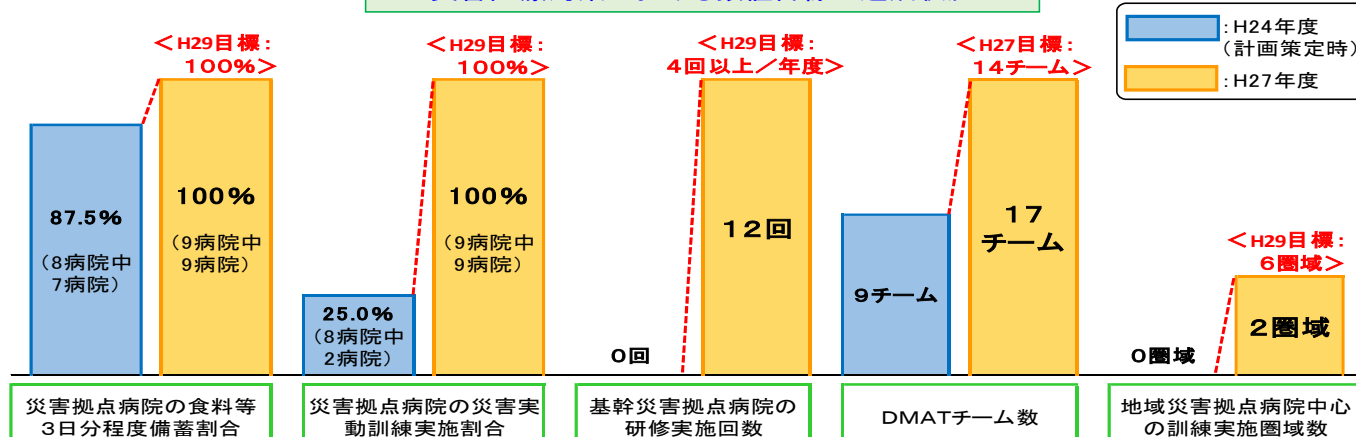 :H24年度
(計画策定時)
:H27年度
<H29目標:
100%>
87.5%
(8病院中
7病院)
100%
(9病院中
9病院)
災害拠点病院の食料等
3日分程度備蓄割合
<H29目標:
100%>
25.0%
(8病院中
2病院)
100%
(9病院中
9病院)
災害拠点病院の災害実
動訓練実施割合
<H29目標:
4回以上/年度>
0回
12回
基幹災害拠点病院の
研修実施回数
<H27目標:
14チーム>
9チーム
17
チーム
DMATチーム数
<H29目標:
6圏域>
0圏域
2圏域
地域災害拠点病院中心
の訓練実施圏域数